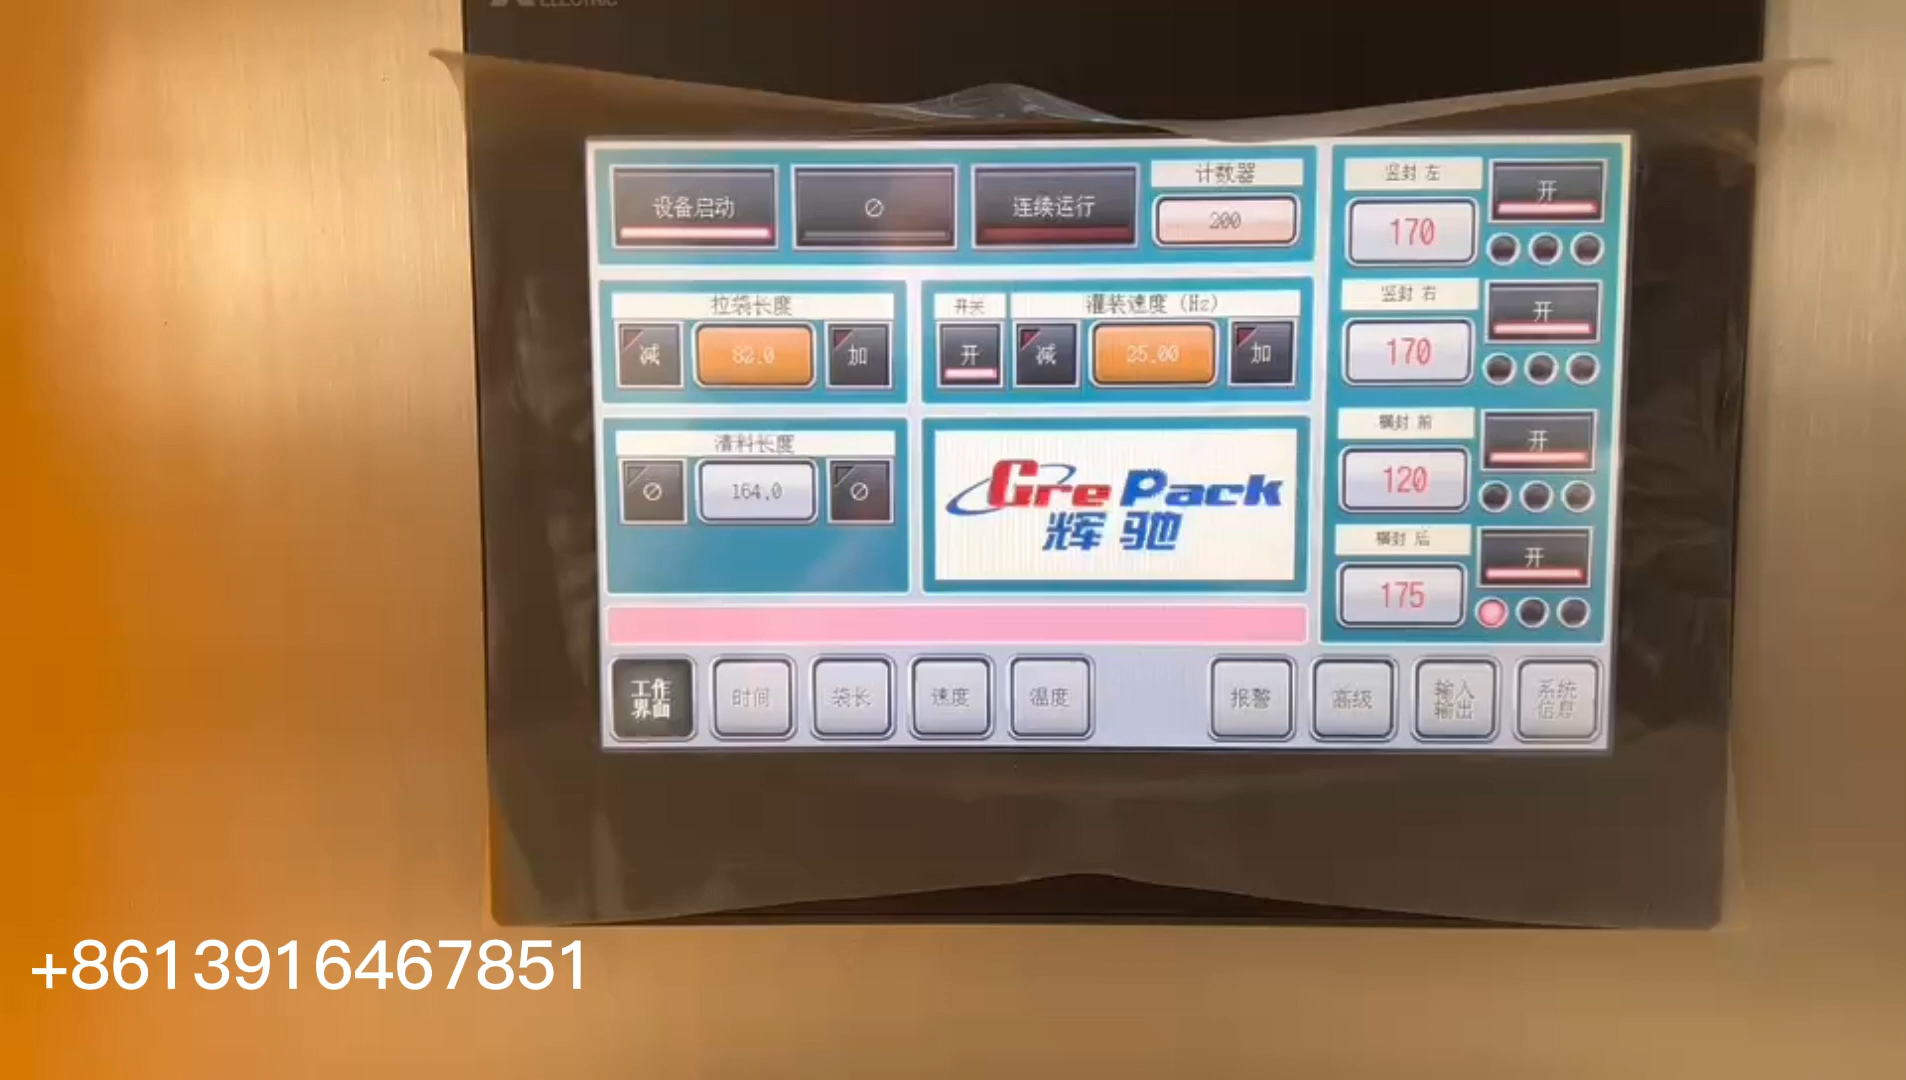 ELECTRIC
设备启动
连续运行
计数器
200
竖封 左
170
开
竖封 右
170
开
拉袋长度
减
82.0
加
开关
灌装速度 (Hz)
开
减
25.00
加
清料长度
164.0
Gre Pack
辉驰
横封 前
120
开
横封 后
175
开
工作
界面
时间
袋长
速度
温度
报警
高级
输入
输出
系统
信息
+8613916467851